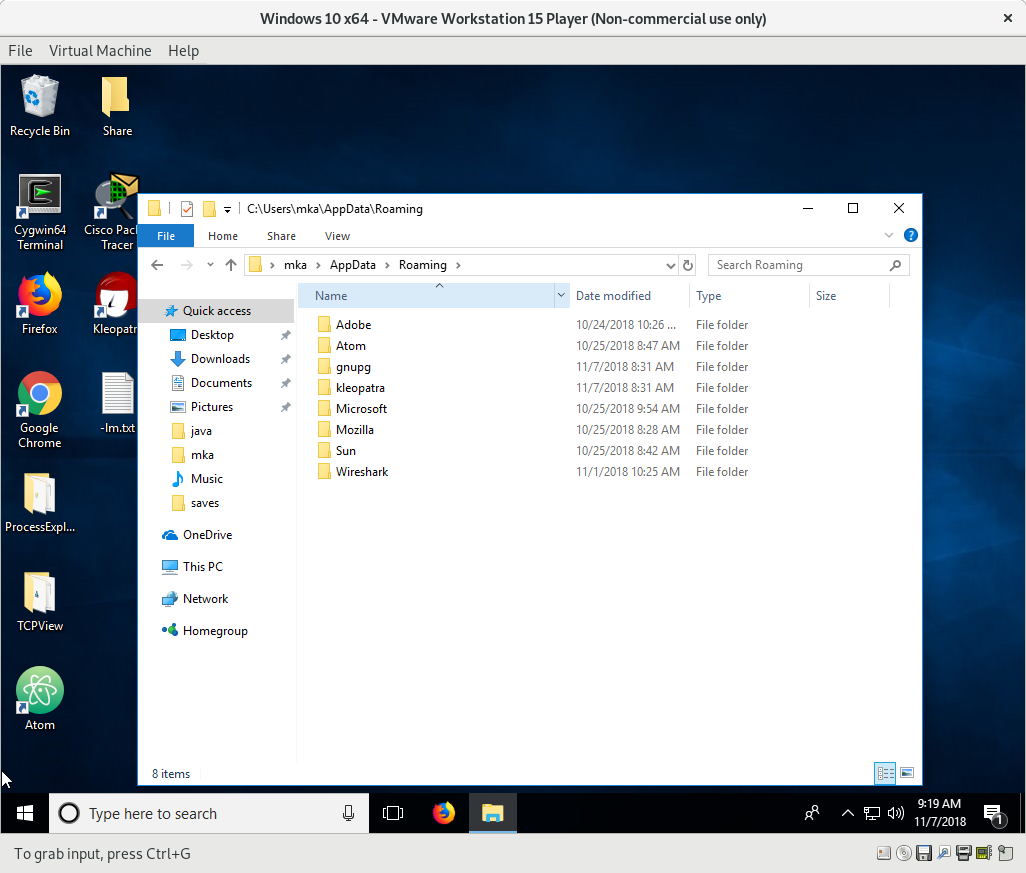 Windows 10 x64 - VMware Workstation 15 Player (Non-commercial use only)
File Virtual Machine Help
Recycle Bin
Share
Cygwin64
Terminal
Cisco Pack
Tracer
Firefox
Kleopatr
Google
Chrome
-lm.txt
ProcessExpl...
TCPView
Atom
C:\Users\mka\AppData\Roaming
File Home Share View
mka › AppData › Roaming ›
Search Roaming
Name Date modified Type Size
Quick access
Desktop
Downloads
Documents
Pictures
java
mka
Music
saves
OneDrive
This PC
Network
Homegroup
Adobe 10/24/2018 10:26 ... File folder
Atom 10/25/2018 8:47 AM File folder
gnupg 11/7/2018 8:31 AM File folder
kleopatra 11/7/2018 8:31 AM File folder
Microsoft 10/25/2018 9:54 AM File folder
Mozilla 10/25/2018 8:28 AM File folder
Sun 10/25/2018 8:42 AM File folder
Wireshark 11/1/2018 10:25 AM File folder
8 items
Type here to search
9:19 AM
11/7/2018
1
To grab input, press Ctrl+G